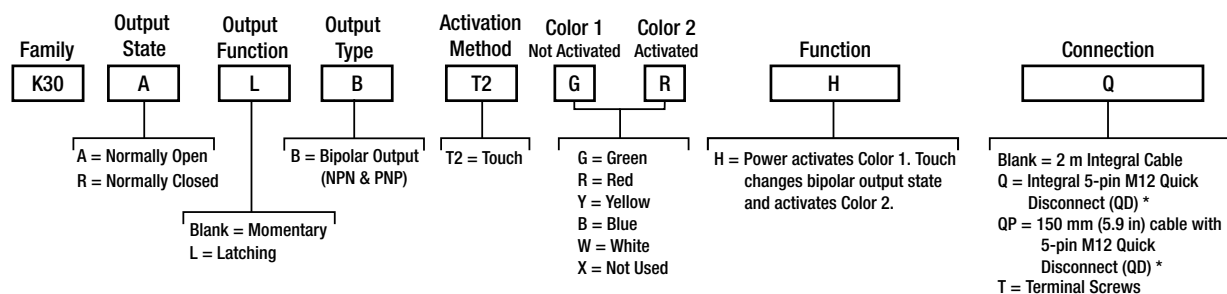 Family
K30
Output
State
A
Output
Function
L
Output
Type
B
Activation
Method
T2
Color 1
Not Activated
G
Color 2
Activated
R
Function
H
Connection
Q
A = Normally Open
R = Normally Closed
Blank = Momentary
L = Latching
B = Bipolar Output
(NPN & PNP)
T2 = Touch
G = Green
R = Red
Y = Yellow
B = Blue
W = White
X = Not Used
H = Power activates Color 1. Touch
changes bipolar output state
and activates Color 2.
Blank = 2 m Integral Cable
Q = Integral 5-pin M12 Quick
Disconnect (QD) *
QP = 150 mm (5.9 in) cable with
5-pin M12 Quick
Disconnect (QD) *
T = Terminal Screws